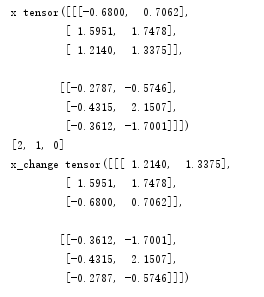 x tensor([[[-0.6800,  0.7062],
[ 1.5951,  1.7478],
[ 1.2140,  1.3375]],
[[-0.2787, -0.5746],
[-0.4315,  2.1507],
[-0.3612, -1.7001]]])
[2, 1, 0]
x_change tensor([[[ 1.2140,  1.3375],
[ 1.5951,  1.7478],
[-0.6800,  0.7062]],
[[-0.3612, -1.7001],
[-0.4315,  2.1507],
[-0.2787, -0.5746]]])